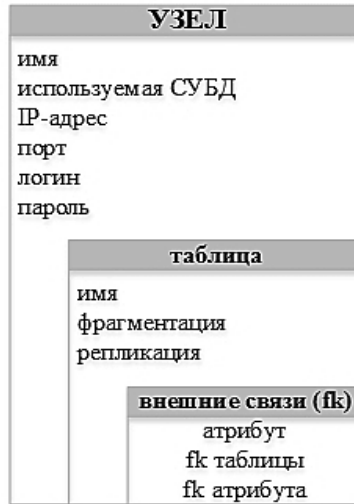 УЗЕЛ
имя
используемая СУБД
IP-адрес
порт
логин
пароль
таблица
имя
фрагментация
репликация
внешние связи (fk)
атрибут
fk таблицы
fk атрибута